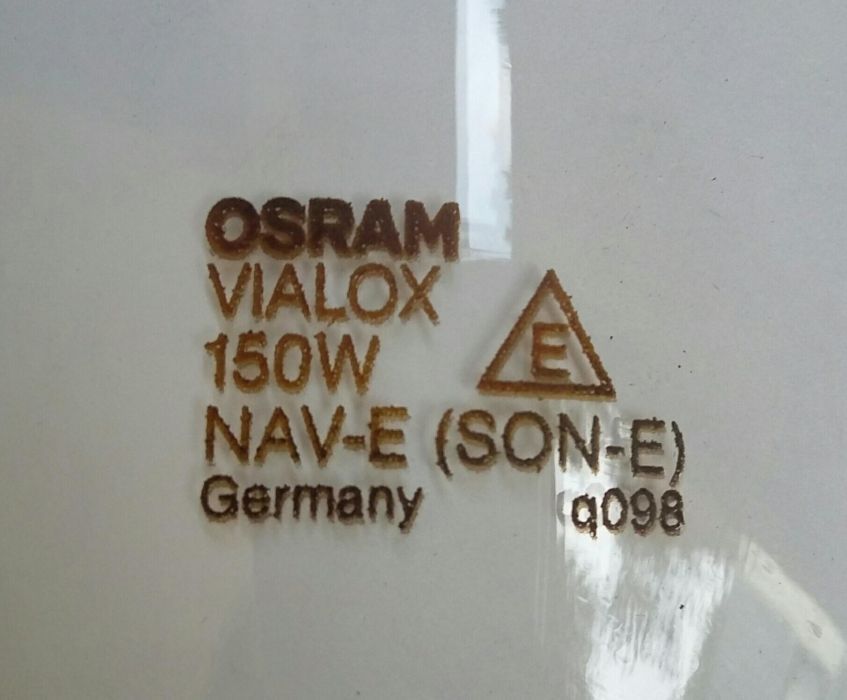 OSRAM
VIALOX
150W
E
NAV-E (SON-E)
Germany q098